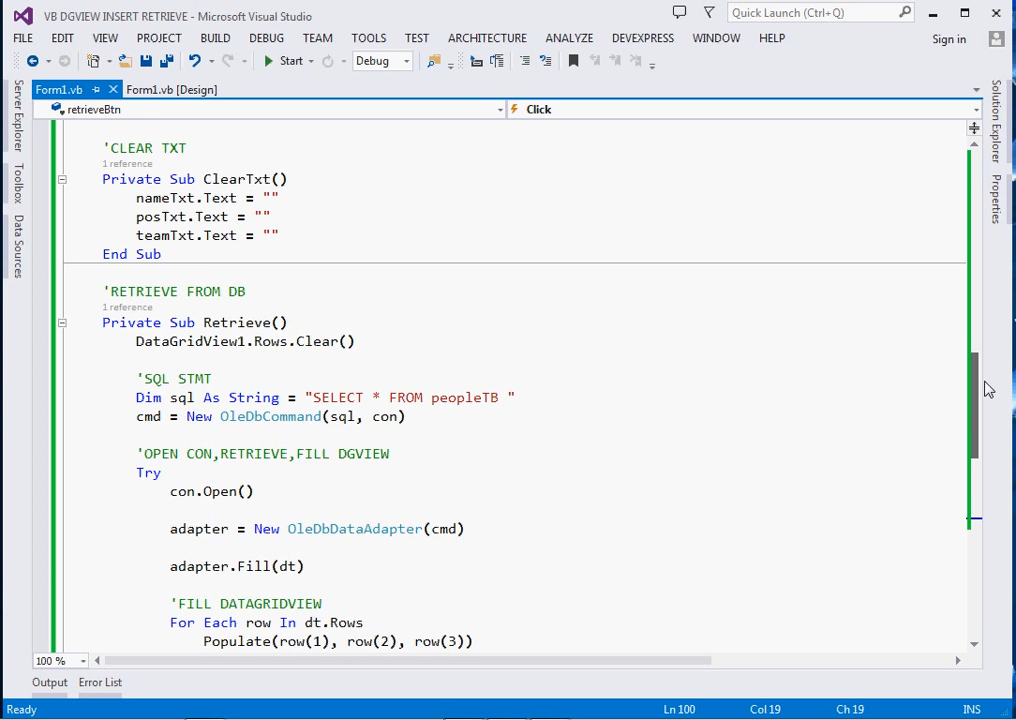 VB DGVIEW INSERT RETRIEVE - Microsoft Visual Studio
Quick Launch (Ctrl+Q)
FILE EDIT VIEW PROJECT BUILD DEBUG TEAM TOOLS TEST ARCHITECTURE ANALYZE DEVEXPRESS WINDOW HELP Sign in
Start Debug
Form1.vb Form1.vb [Design]
retrieveBtn Click
Server Explorer
Toolbox
Data Sources
'CLEAR TXT
1 reference
Private Sub ClearTxt()
nameTxt.Text = ""
posTxt.Text = ""
teamTxt.Text = ""
End Sub
'RETRIEVE FROM DB
1 reference
Private Sub Retrieve()
DataGridView1.Rows.Clear()
'SQL STMT
Dim sql As String = "SELECT * FROM peopleTB "
cmd = New OleDbCommand(sql, con)
'OPEN CON,RETRIEVE,FILL DGVIEW
Try
con.Open()
adapter = New OleDbDataAdapter(cmd)
adapter.Fill(dt)
'FILL DATAGRIDVIEW
For Each row In dt.Rows
Populate(row(1), row(2), row(3))
Solution Explorer
Properties
100 %
Output Error List
Ready Ln 100 Col 19 Ch 19 INS